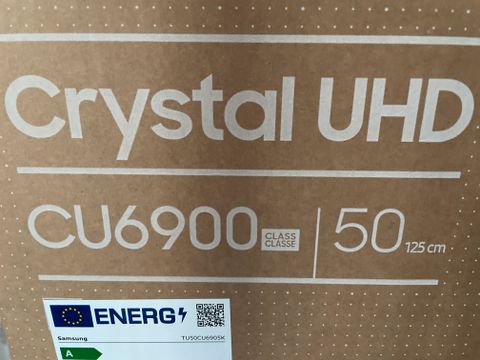 Crystal UHD
CU6900 CLASS CLASSE 50 125 cm
ENERG
Samsung TU50CU6905K
A